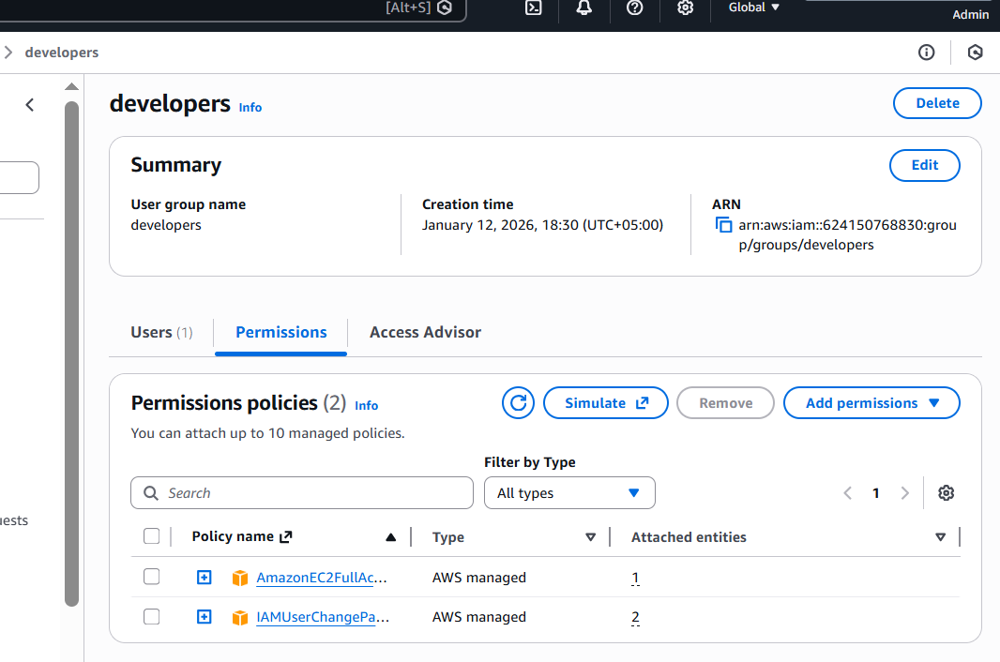 [Alt+S]
Global
Admin
developers
developers Info
Delete
Summary
Edit
User group name
developers
Creation time
January 12, 2026, 18:30 (UTC+05:00)
ARN
arn:aws:iam::624150768830:grou
p/groups/developers
Users (1)
Permissions
Access Advisor
Permissions policies (2) Info
Simulate
Remove
Add permissions
You can attach up to 10 managed policies.
Filter by Type
Search
All types
1
uests
Policy name
Type
Attached entities
AmazonEC2FullAc...
AWS managed
1
IAMUserChangePa...
AWS managed
2